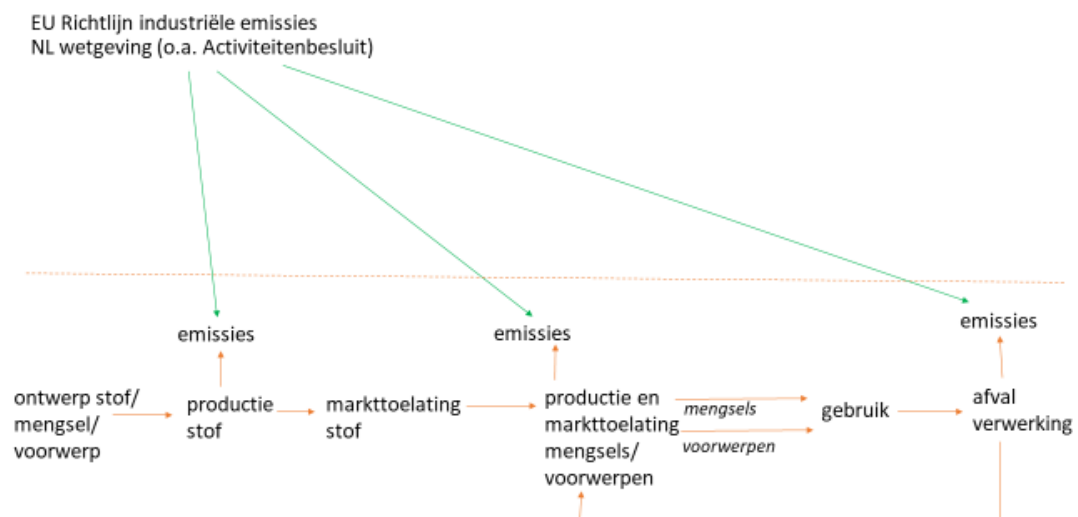 EU Richtlijn industriële emissies
NL wetgeving (o.a. Activiteitenbesluit)
emissies
emissies
emissies
ontwerp stof/
mengsel/
voorwerp
productie
stof
markttoelating
stof
productie en
markttoelating
mengsels/
voorwerpen
mengsels
voorwerpen
gebruik
afval
verwerking